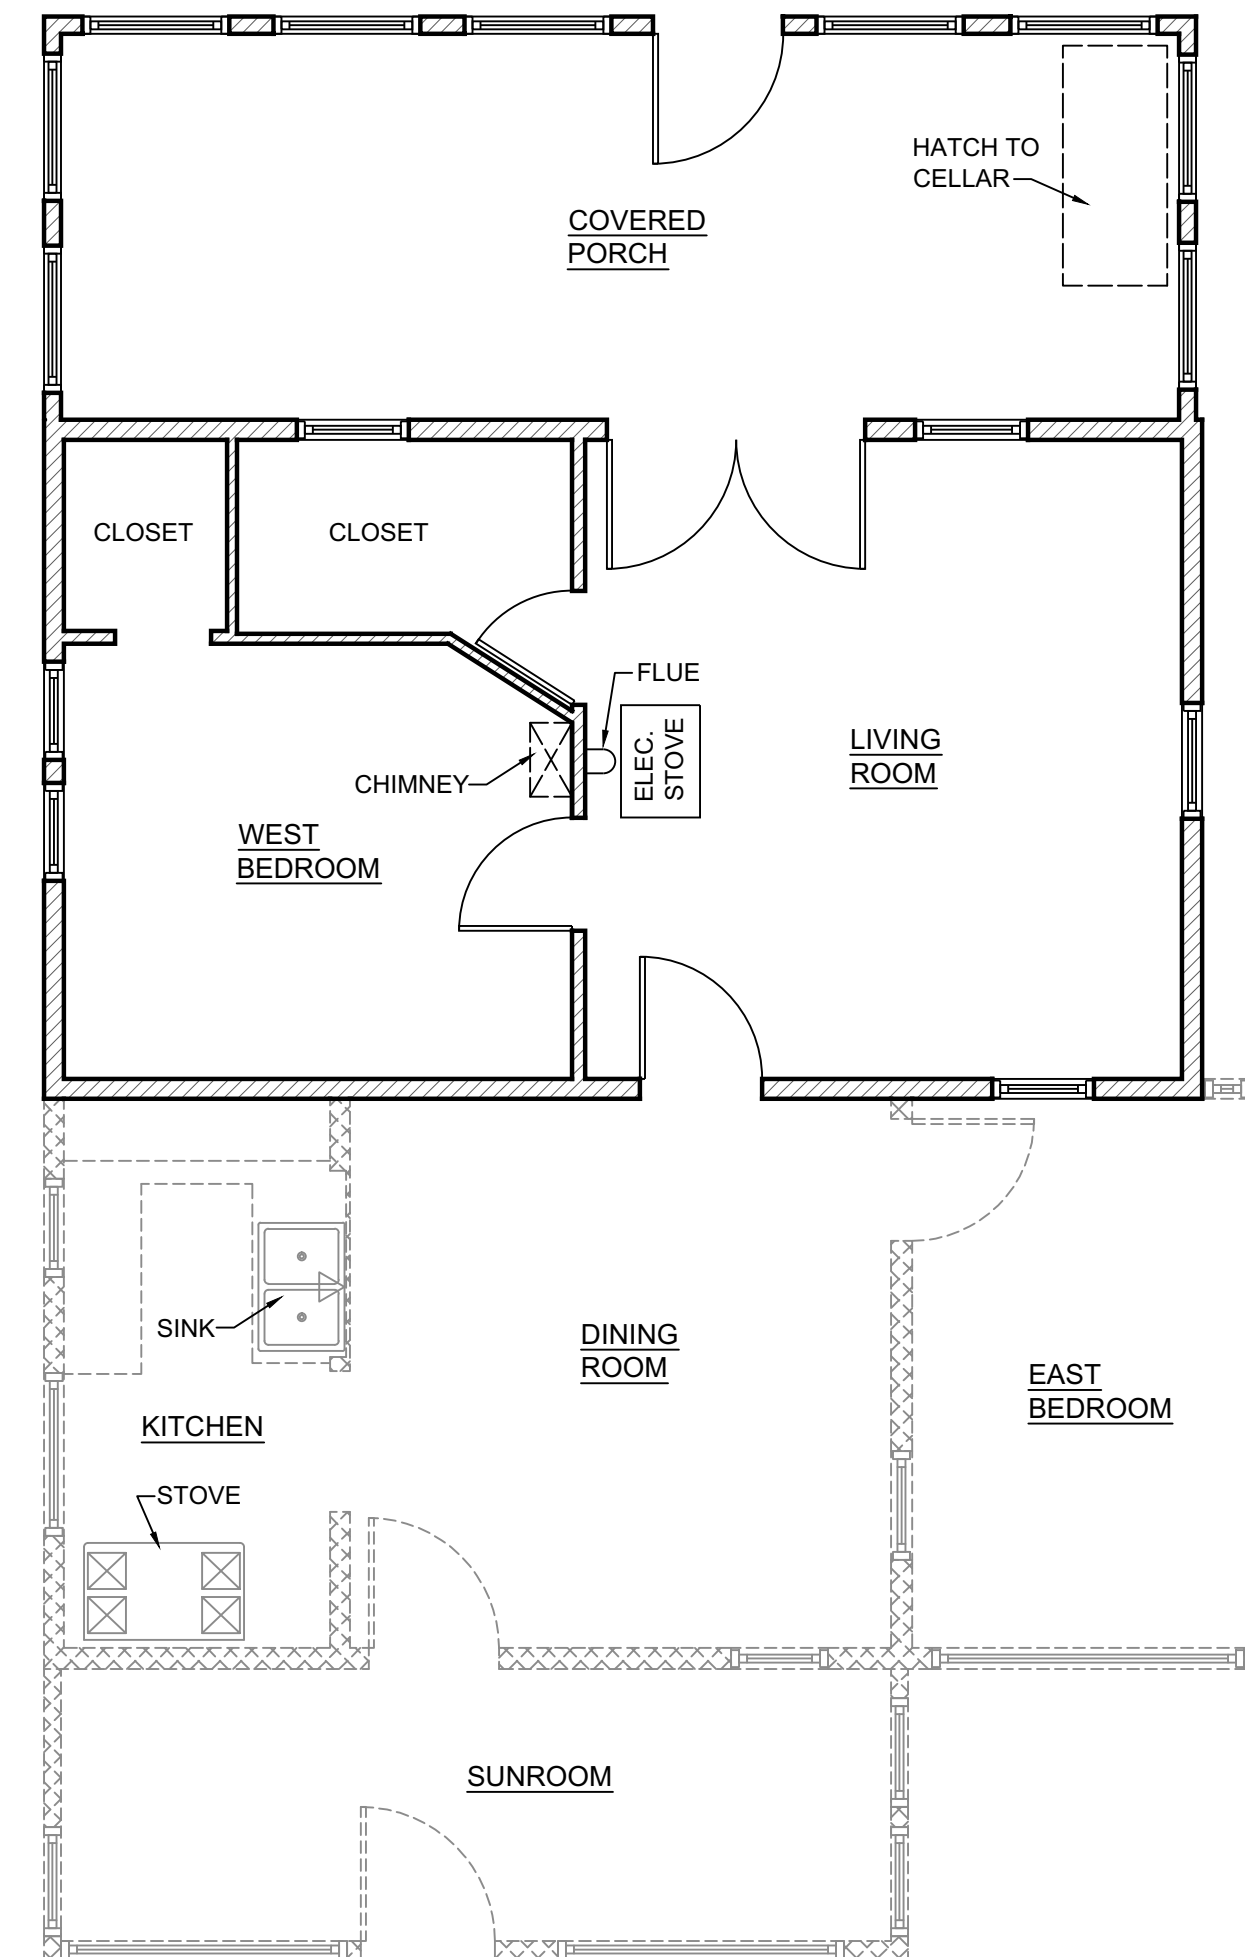 HATCH TO
CELLAR
COVERED
PORCH
CLOSET
CLOSET
FLUE
ELEC.
STOVE
LIVING
ROOM
CHIMNEY
WEST
BEDROOM
SINK
DINING
ROOM
EAST
BEDROOM
KITCHEN
STOVE
SUNROOM